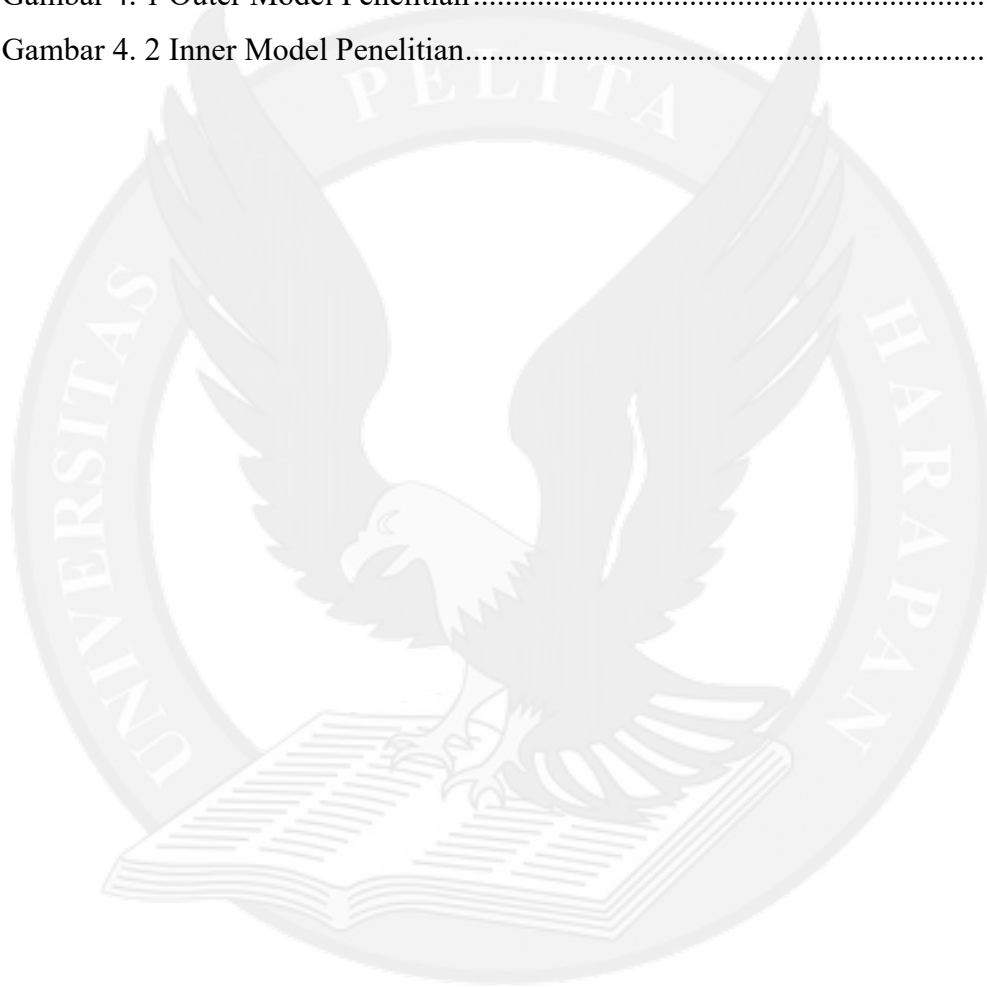 Gambar 4. 1 Outer Model Penelitian................................................................
Gambar 4. 2 Inner Model Penelitian................................................................
UNIVERSITAS PELITA HARAPAN